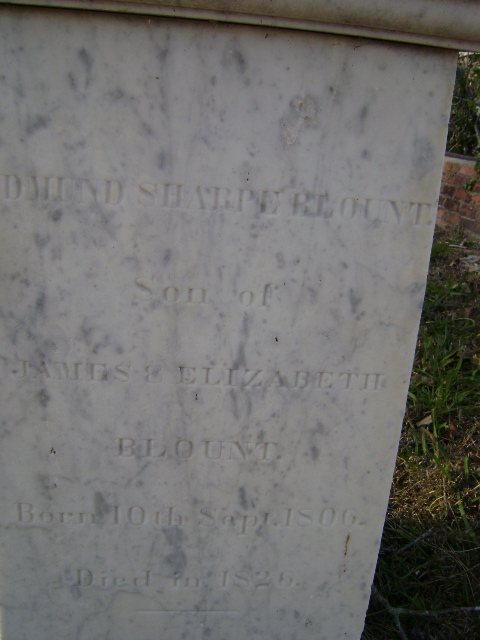 DMUND SHARPE BLOUNT
Son of
JAMES & ELIZABETH
BLOUNT.
Born 10th Sept. 1806.
Died in 1826.